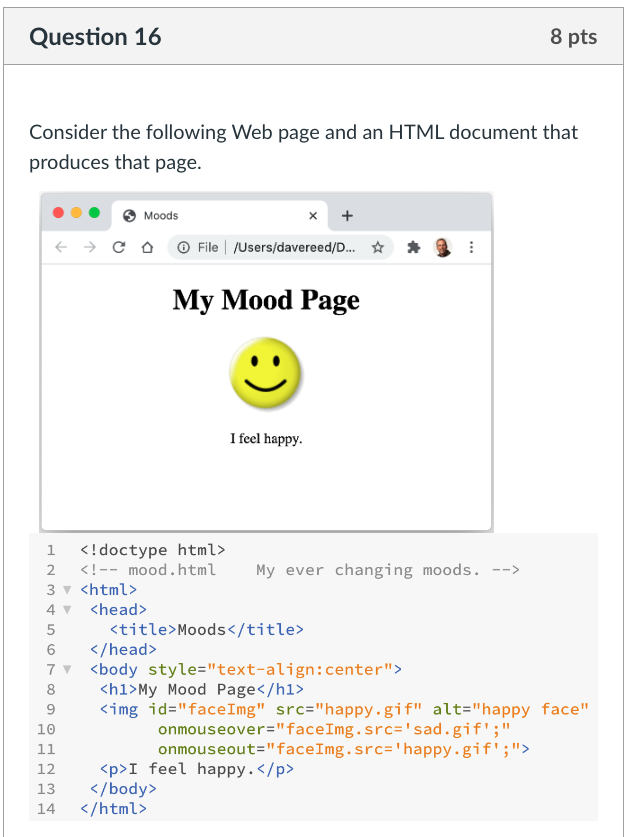 Question 16 8 pts
Consider the following Web page and an HTML document that
produces that page.
Moods
File /Users/davereed/D...
My Mood Page
I feel happy.
1 <!doctype html>
2 <!-- mood.html    My ever changing moods. -->
3 <html>
4 <head>
5 <title>Moods</title>
6 </head>
7 <body style="text-align:center">
8 <h1>My Mood Page</h1>
9 <img id="faceImg" src="happy.gif" alt="happy face"
10 onmouseover="faceImg.src='sad.gif';"
11 onmouseout="faceImg.src='happy.gif';">
12 <p>I feel happy.</p>
13 </body>
14 </html>